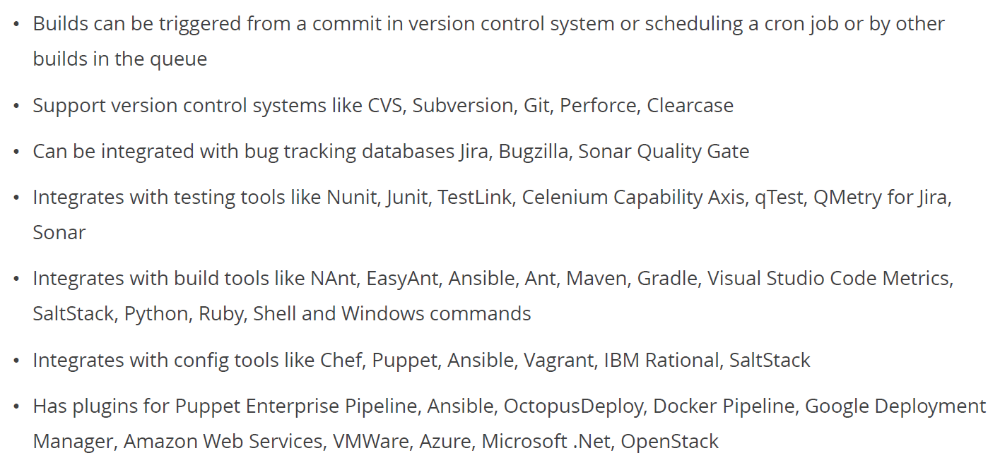 • Builds can be triggered from a commit in version control system or scheduling a cron job or by other
builds in the queue
• Support version control systems like CVS, Subversion, Git, Perforce, Clearcase
• Can be integrated with bug tracking databases Jira, Bugzilla, Sonar Quality Gate
• Integrates with testing tools like Nunit, Junit, TestLink, Celenium Capability Axis, qTest, QMetry for Jira,
Sonar
• Integrates with build tools like NAnt, EasyAnt, Ansible, Ant, Maven, Gradle, Visual Studio Code Metrics,
SaltStack, Python, Ruby, Shell and Windows commands
• Integrates with config tools like Chef, Puppet, Ansible, Vagrant, IBM Rational, SaltStack
• Has plugins for Puppet Enterprise Pipeline, Ansible, OctopusDeploy, Docker Pipeline, Google Deployment
Manager, Amazon Web Services, VMWare, Azure, Microsoft .Net, OpenStack